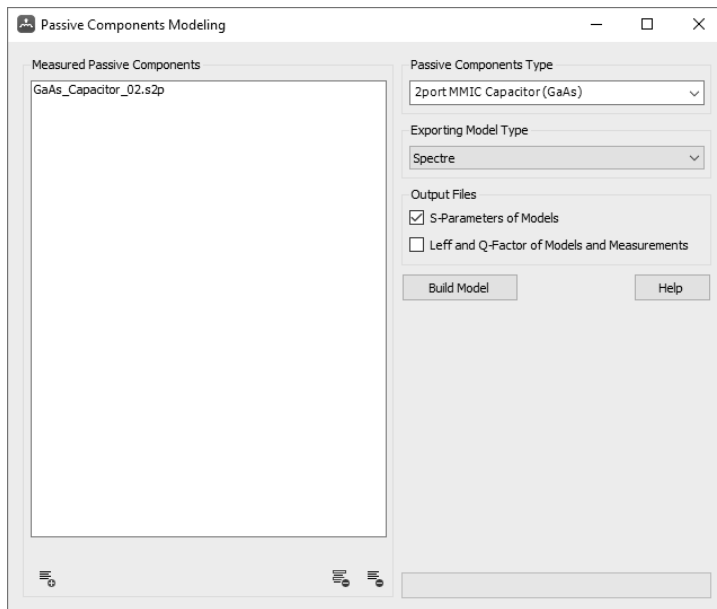 Passive Components Modeling
Measured Passive Components
GaAs_Capacitor_02.s2p
Passive Components Type
2port MMIC Capacitor (GaAs)
Exporting Model Type
Spectre
Output Files
S-Parameters of Models
Leff and Q-Factor of Models and Measurements
Build Model
Help